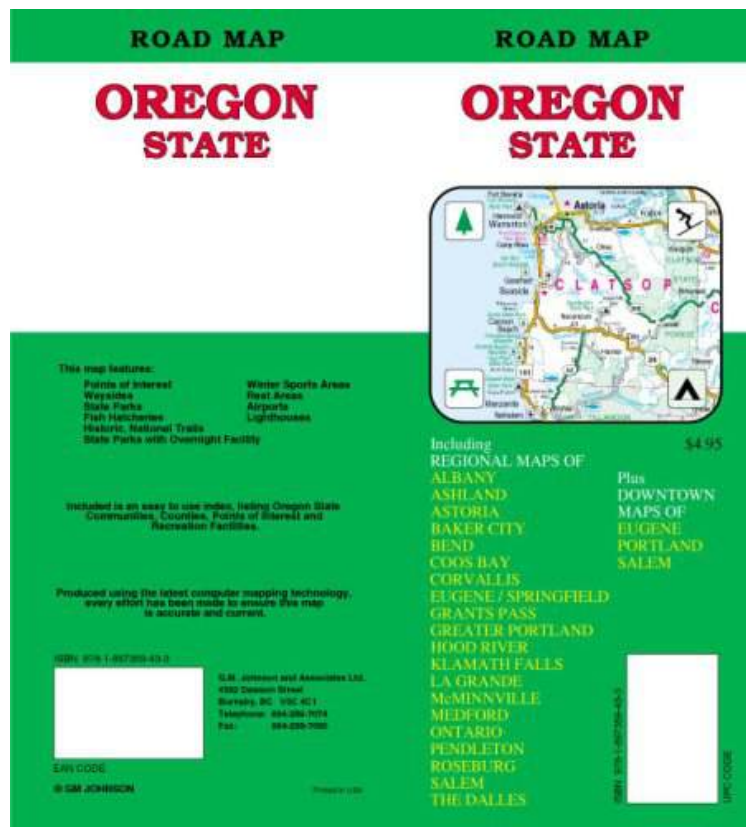 ROAD MAP
OREGON
STATE
This map features:
Points of Interest
Waysides
State Parks
Fish Hatcheries
Historic, National Trails
State Parks with Overnight Facility
Winter Sports Areas
Rest Areas
Airports
Lighthouses
Included is an easy to use index, listing Oregon State
Communities, Counties, Points of Interest and
Recreation Facilities.
Produced using the latest computer mapping technology,
every effort has been made to ensure this map
is accurate and current.
G.M. Johnson and Associates Ltd.
Burnaby, BC
Telephone:
Fax:
EAN CODE
© GM JOHNSON
ROAD MAP
OREGON
STATE
Astoria
Warrenton
Seaside
Cannon
Beach
CLATSOP
101
26
Including
$4.95
REGIONAL MAPS OF
ALBANY
ASHLAND
ASTORIA
BAKER CITY
BEND
COOS BAY
CORVALLIS
EUGENE / SPRINGFIELD
GRANTS PASS
GREATER PORTLAND
HOOD RIVER
KLAMATH FALLS
LA GRANDE
McMINNVILLE
MEDFORD
ONTARIO
PENDLETON
ROSEBURG
SALEM
THE DALLES
Plus
DOWNTOWN
MAPS OF
EUGENE
PORTLAND
SALEM
UPC CODE